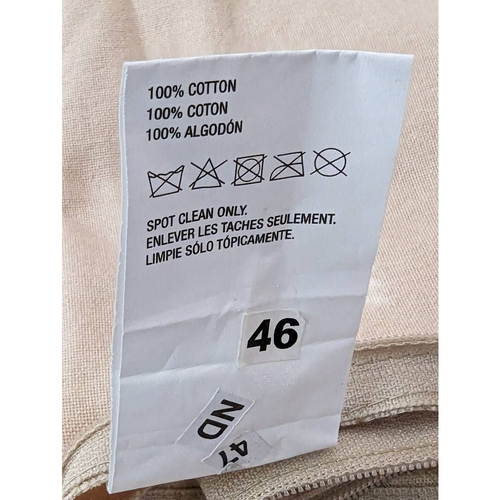 100% COTTON
100% COTON
100% ALGODÓN
SPOT CLEAN ONLY.
ENLEVER LES TACHES SEULEMENT.
LIMPIE SÓLO TÓPICAMENTE.
46
ND
47